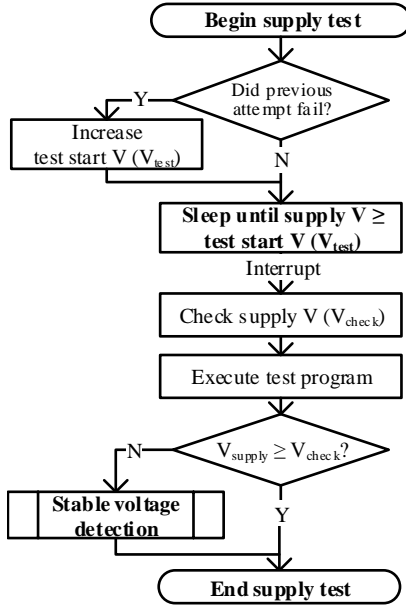 Begin supply test
Did previous
attempt fail?
Y
Increase
test start V (Vtest)
N
Sleep until supply V ≥
test start V (Vtest)
Interrupt
Check supply V (Vcheck)
Execute test program
N
Vsupply ≥ Vcheck?
Stable voltage
detection
Y
End supply test